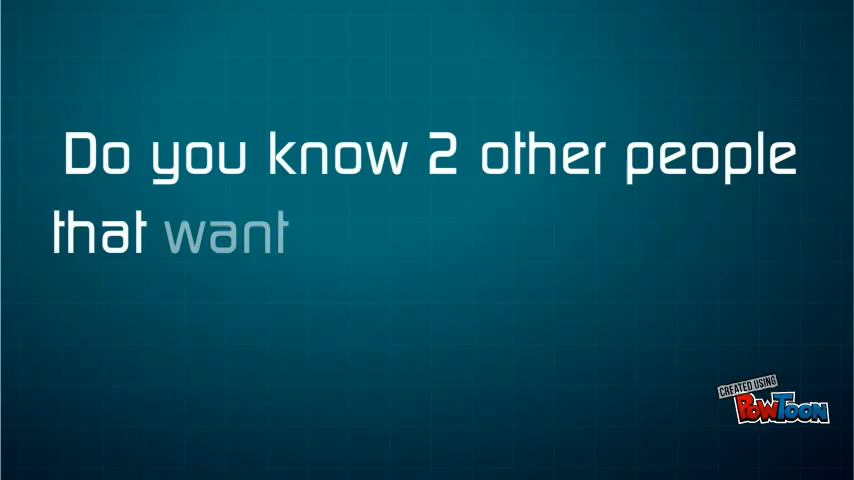 Do you know 2 other people
that want
CREATED USING
POWTOON